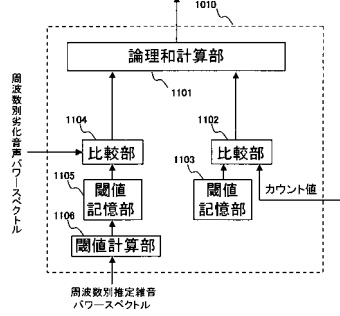 1010
論理和計算部
1101
1104
比較部
1102
比較部
周波数別劣化音声
パワースペクトル
1105
閾値
記憶部
1103
閾値
記憶部
カウント値
1106
閾値計算部
周波数別推定雑音
パワースペクトル